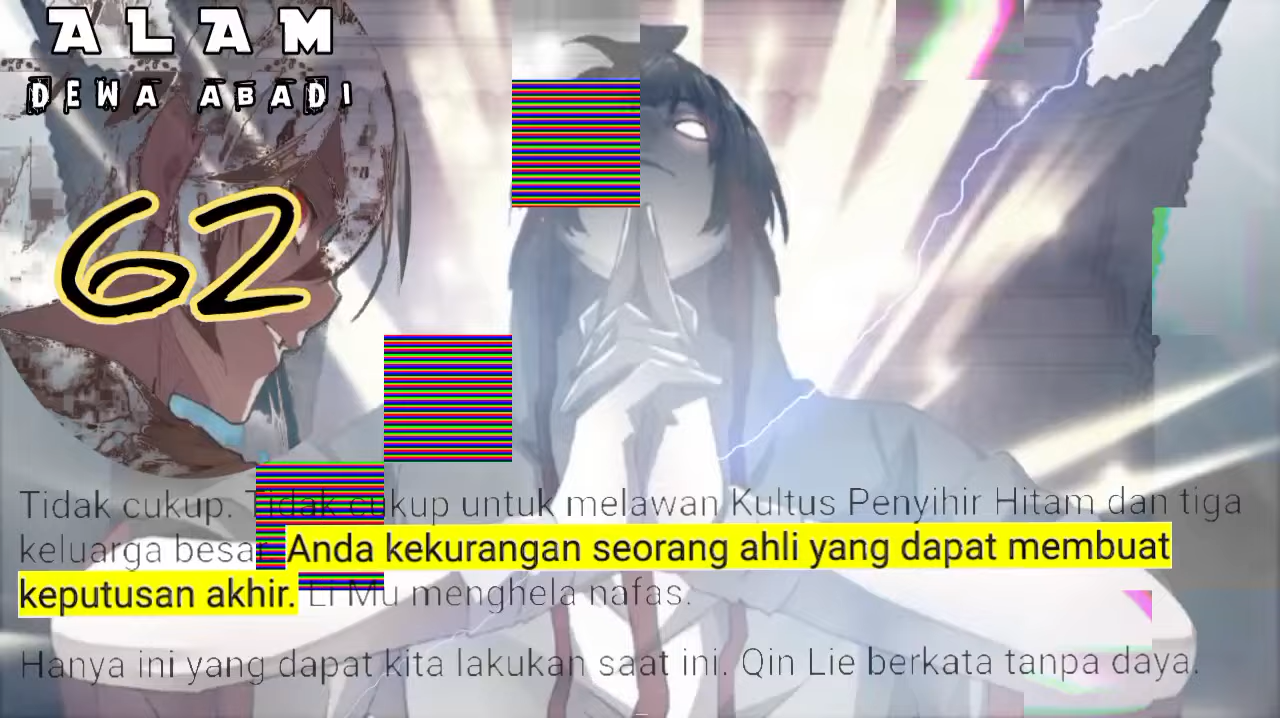 ALAM
DEWA ABADI
62
Tidak cukup. Tidak cukup untuk melawan Kultus Penyihir Hitam dan tiga
keluarga besar. Anda kekurangan seorang ahli yang dapat membuat
keputusan akhir. Li Mu menghela nafas.
Hanya ini yang dapat kita lakukan saat ini. Qin Lie berkata tanpa daya.